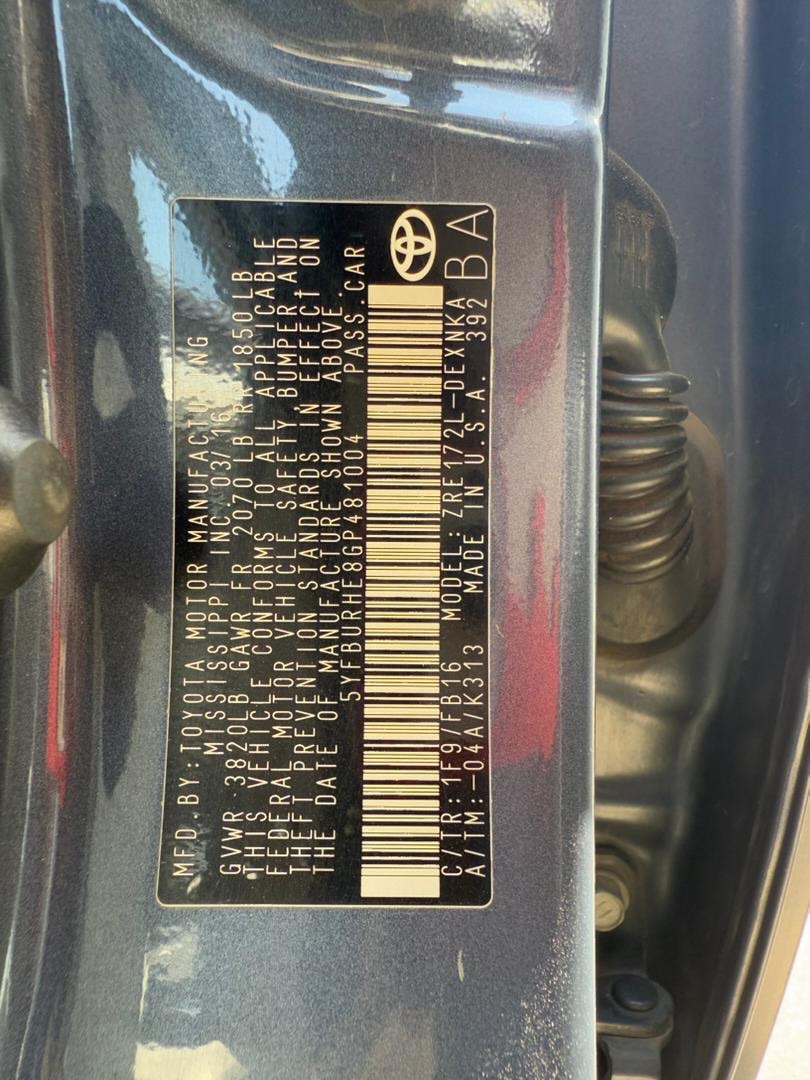 MFD. BY: TOYOTA MOTOR MANUFACTURING
MISSISSIPPI INC 03/16
GVWR 3820LB GAWR FR 2070 LB RR 1850LB
THIS VEHICLE CONFORMS TO ALL APPLICABLE
FEDERAL MOTOR VEHICLE SAFETY BUMPER AND
THEFT PREVENTION STANDARDS IN EFFECT ON
THE DATE OF MANUFACTURE SHOWN ABOVE.
5YFBURHE8GP481004 PASS.CAR
C/TR: 1F9/FB16 MODEL: ZRE172L-DEXNKA
A/TM: -04A/K313 MADE IN U.S.A. 392
BA